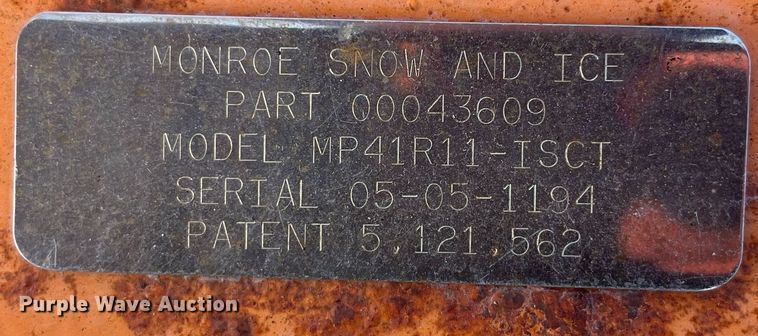 MONROE SNOW AND ICE
PART 00043609
MODEL MP41R11-ISCT
SERIAL 05-05-1194
PATENT 5,121,562
Purple Wave Auction